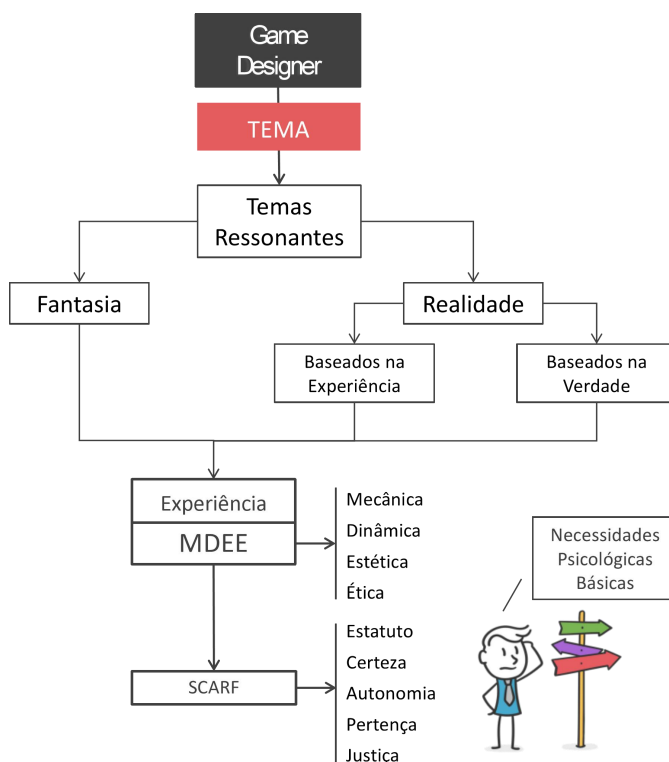 Game
Designer
TEMA
Temas
Ressonantes
Fantasia
Realidade
Baseados na
Experiência
Baseados na
Verdade
Experiência
MDEE
Mecânica
Dinâmica
Estética
Ética
Necessidades
Psicológicas
Básicas
SCARF
Estatuto
Certeza
Autonomia
Pertença
Justica